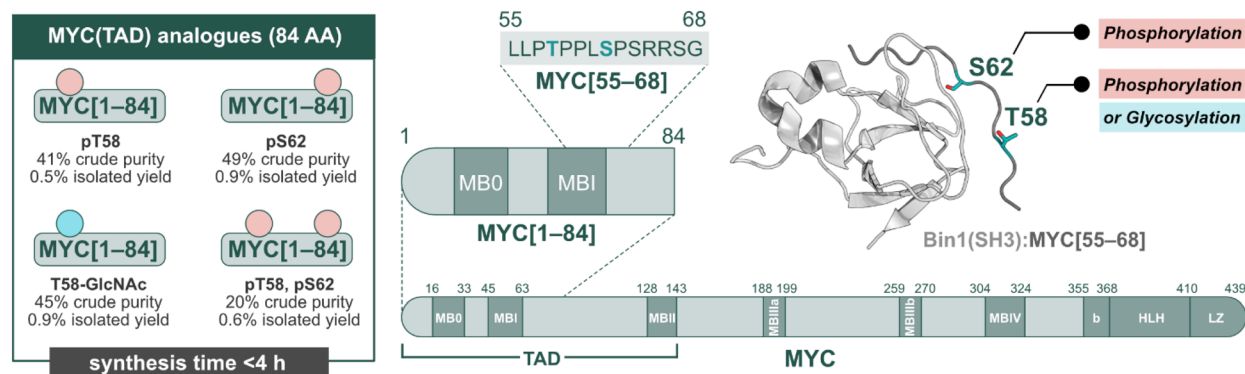 MYC(TAD) analogues (84 AA)
MYC[1–84]
pT58
41% crude purity
0.5% isolated yield
MYC[1–84]
pS62
49% crude purity
0.9% isolated yield
MYC[1–84]
T58-GlcNAc
45% crude purity
0.9% isolated yield
MYC[1–84]
pT58, pS62
20% crude purity
0.6% isolated yield
synthesis time <4 h
55 68
LLPTPPLSPSRRSG
MYC[55–68]
1 84
MB0 MBI
MYC[1–84]
S62
Phosphorylation
T58
Phosphorylation
or Glycosylation
Bin1(SH3):MYC[55–68]
16 33 45 63 128 143 188 199 259 270 304 324 355 368 410 439
MB0 MBI MBII MBIIIa MBIIIb MBIV b HLH LZ
TAD
MYC